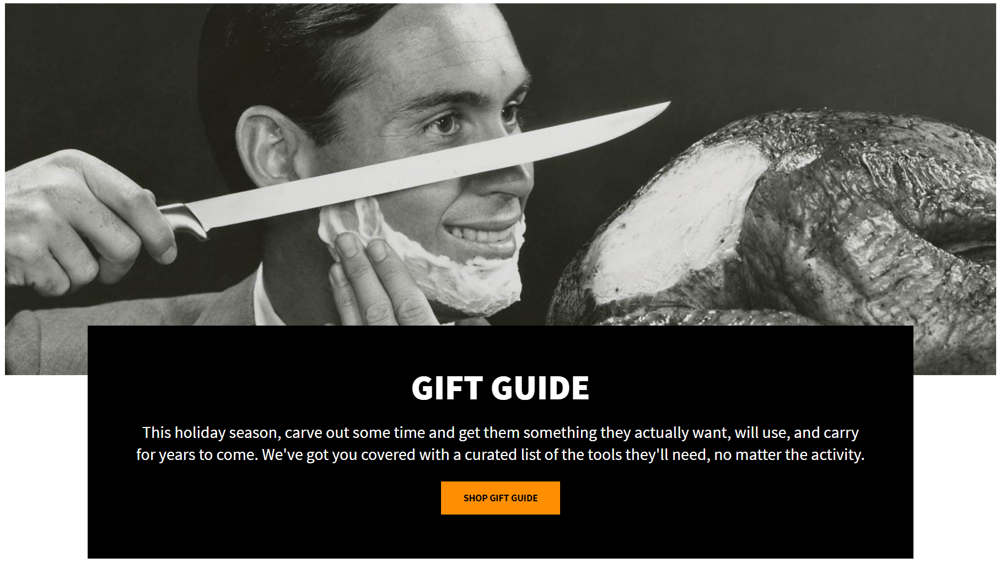 GIFT GUIDE
This holiday season, carve out some time and get them something they actually want, will use, and carry
for years to come. We've got you covered with a curated list of the tools they'll need, no matter the activity.
SHOP GIFT GUIDE